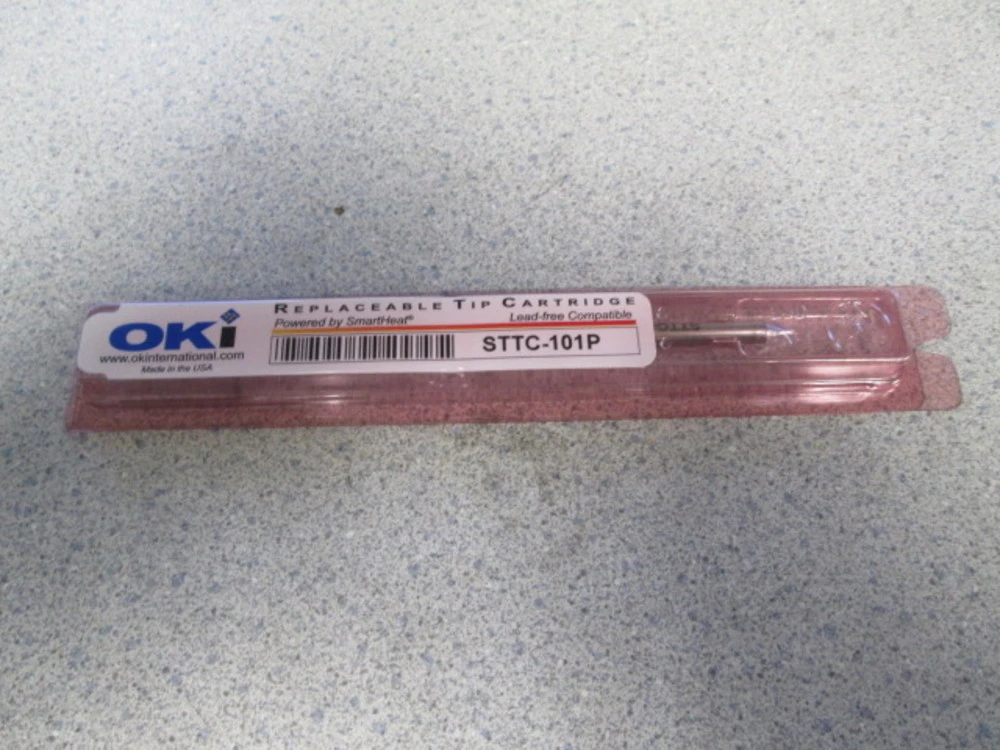 OKi
www.okinternational.com
Made in the USA
REPLACEABLE TIP CARTRIDGE
Powered by SmartHeat®
Lead-free Compatible
STTC-101P